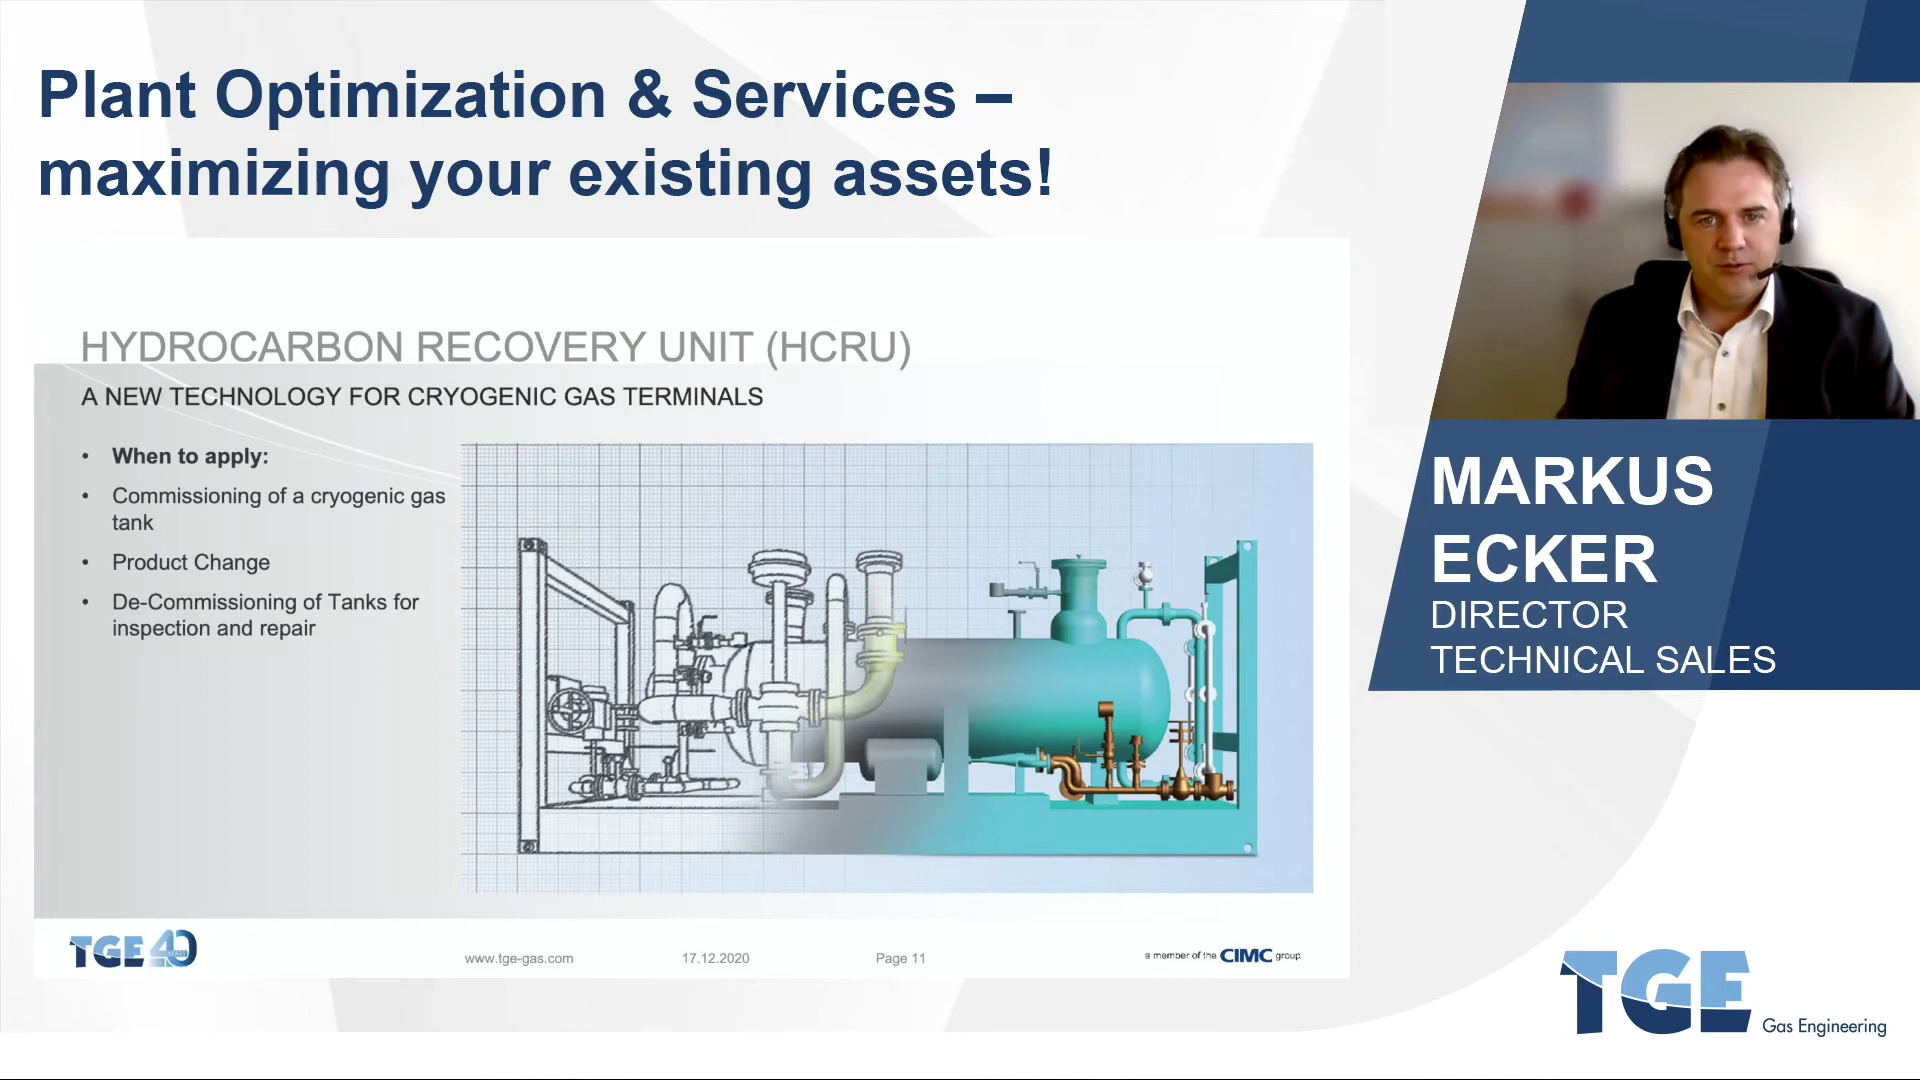 Plant Optimization & Services –
maximizing your existing assets!
HYDROCARBON RECOVERY UNIT (HCRU)
A NEW TECHNOLOGY FOR CRYOGENIC GAS TERMINALS
• When to apply:
• Commissioning of a cryogenic gas
tank
• Product Change
• De-Commissioning of Tanks for
inspection and repair
TGE 40 YEARS
www.tge-gas.com
17.12.2020
Page 11
a member of the CIMC group
MARKUS
ECKER
DIRECTOR
TECHNICAL SALES
TGE Gas Engineering